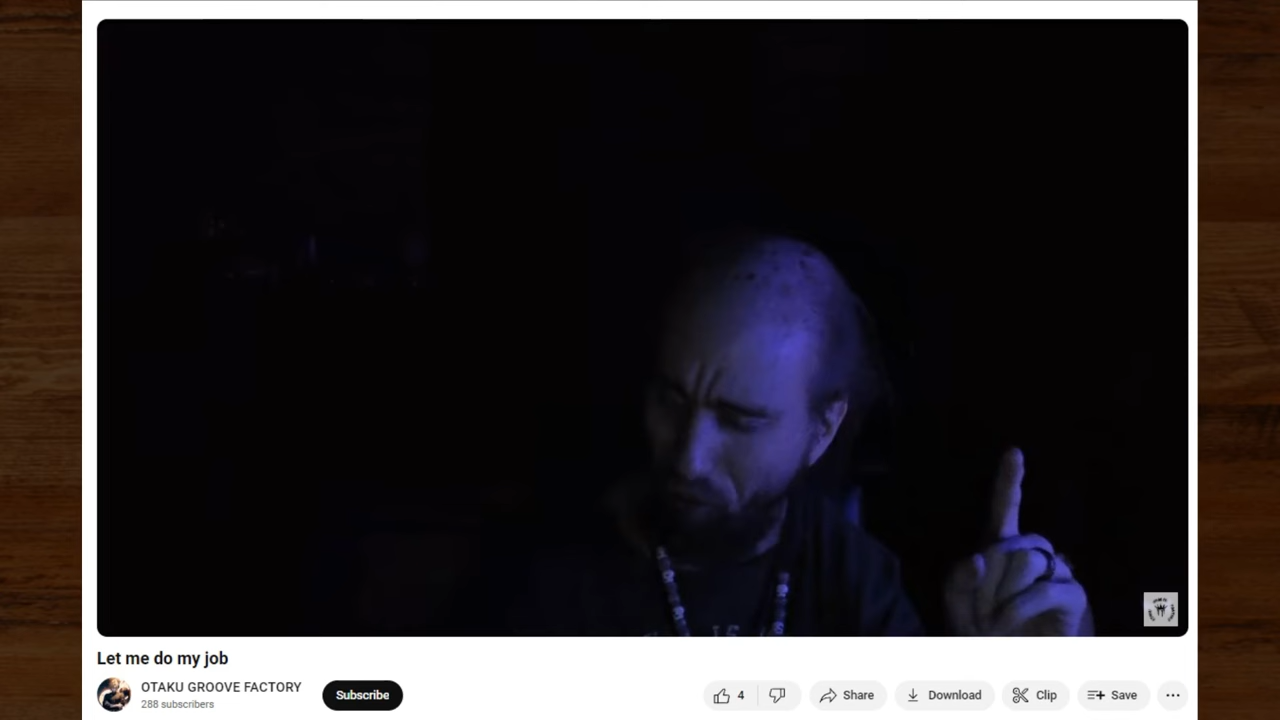 Let me do my job
OTAKU GROOVE FACTORY
288 subscribers
Subscribe
4
Share
Download
Clip
Save